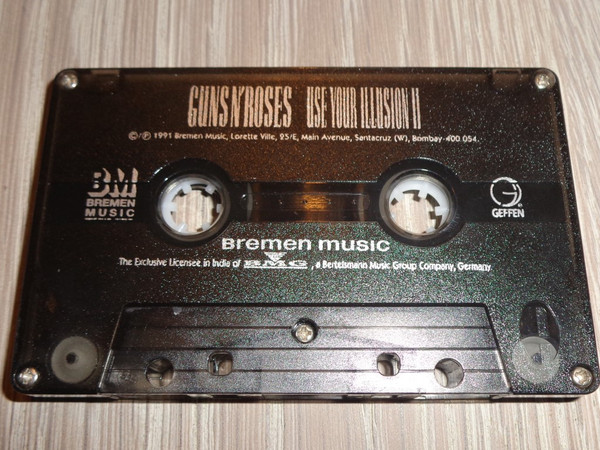 GUNS N' ROSES USE YOUR ILLUSION II
©/℗ 1991 Bremen Music, Lorette Ville, 25/E, Main Avenue, Santacruz (W), Bombay-400 054.
BM
BREMEN
MUSIC
G
GEFFEN
Bremen music
The Exclusive Licensee in India of BMG, a Bertelsmann Music Group Company, Germany